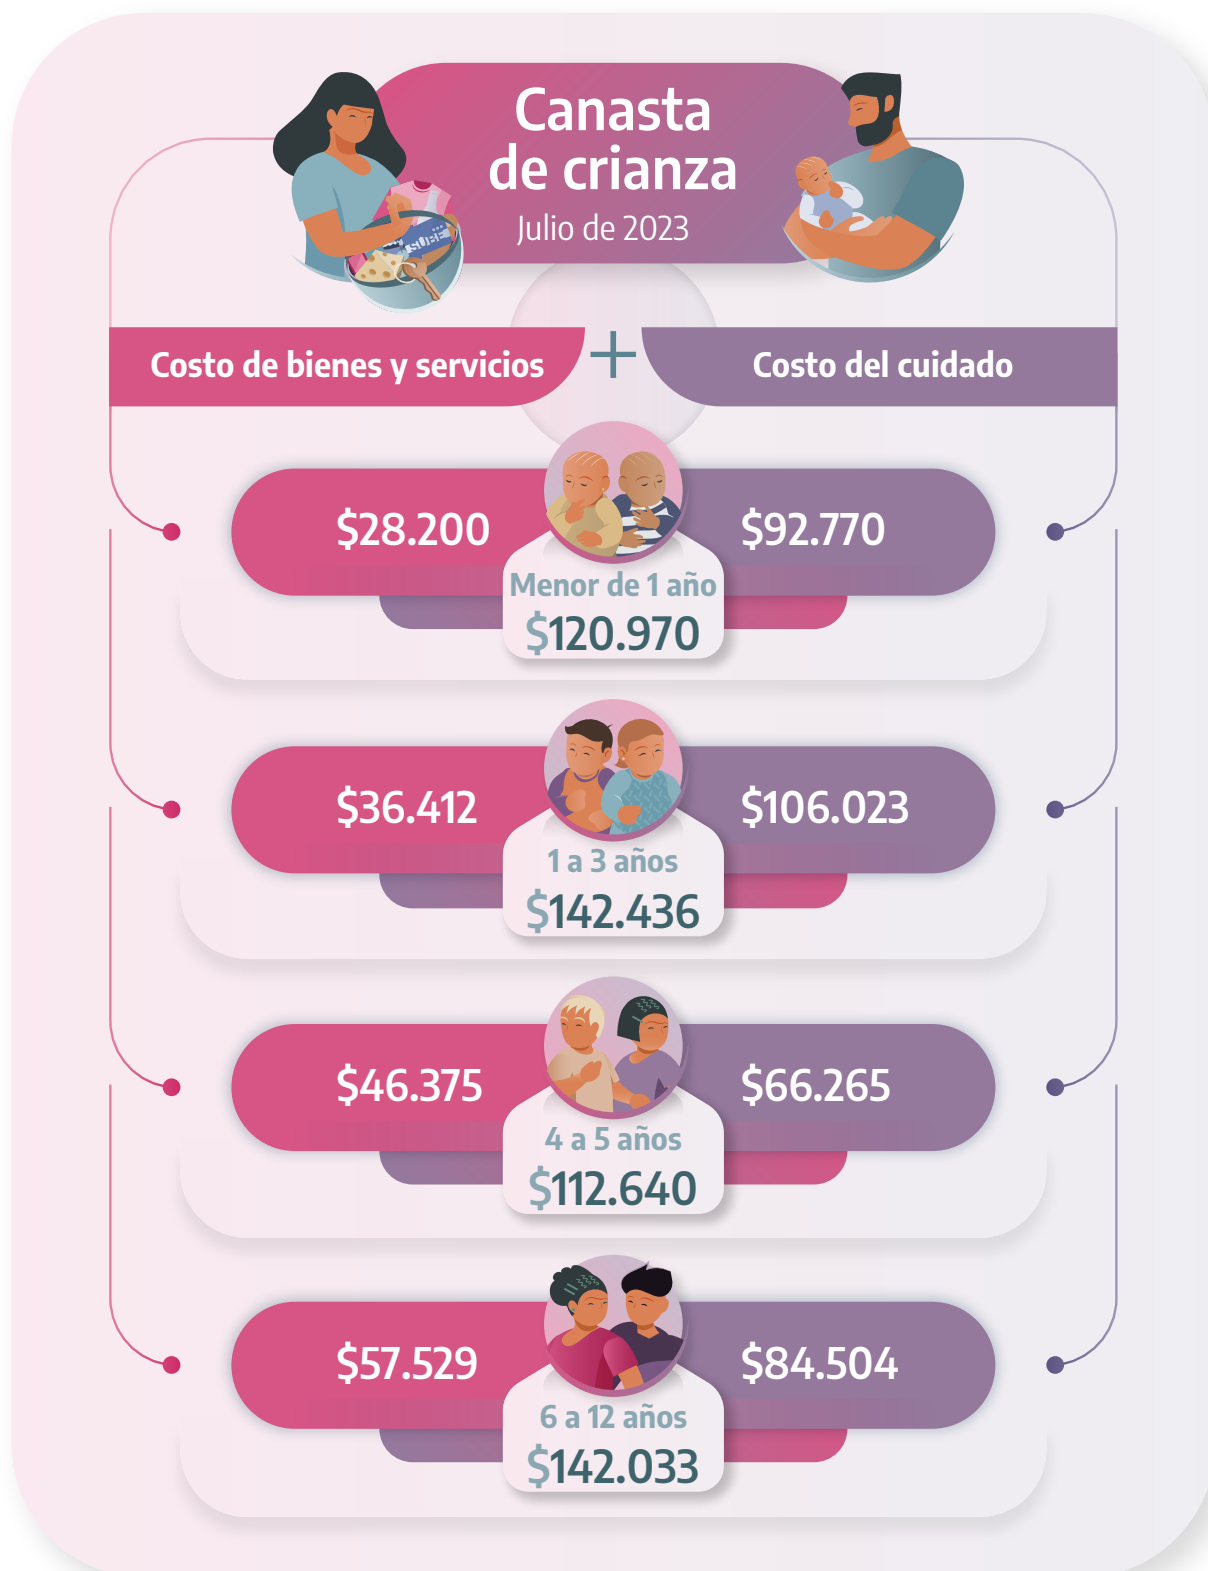 Canasta
de crianza
Julio de 2023
SUBE
Costo de bienes y servicios + Costo del cuidado
$28.200
$92.770
Menor de 1 año
$120.970
$36.412
$106.023
1 a 3 años
$142.436
$46.375
$66.265
4 a 5 años
$112.640
$57.529
$84.504
6 a 12 años
$142.033